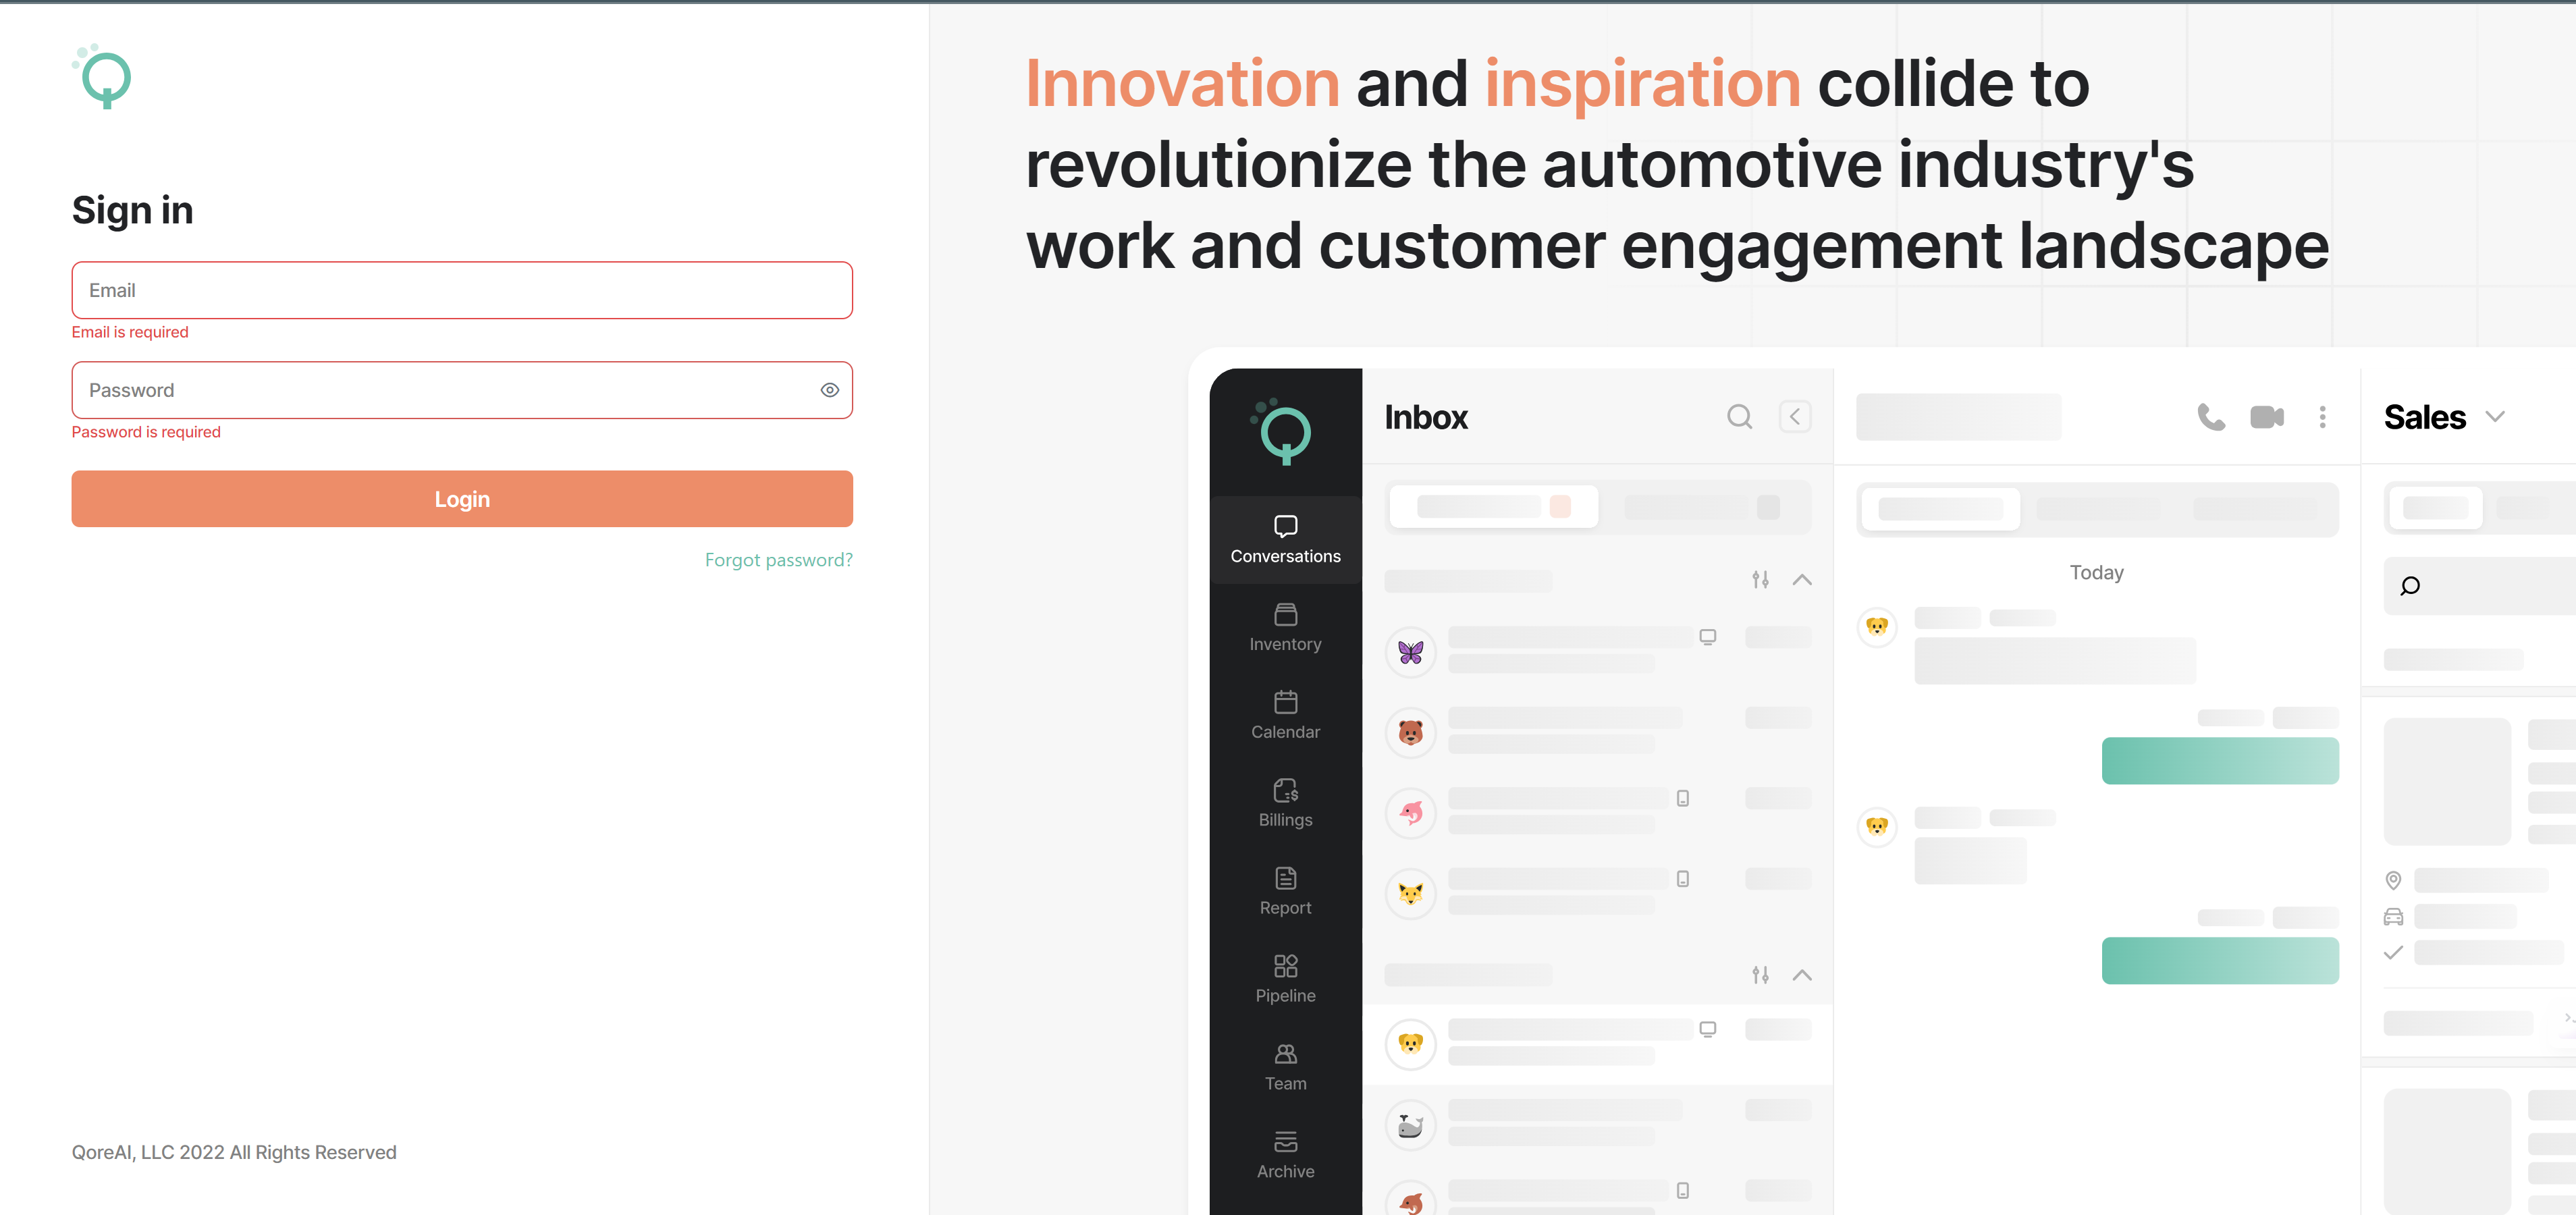 Sign in
Email
Email is required
Password
Password is required
Login
Forgot password?
QoreAI, LLC 2022 All Rights Reserved
Innovation and inspiration collide to
revolutionize the automotive industry's
work and customer engagement landscape
Conversations
Inventory
Calendar
Billings
Report
Pipeline
Team
Archive
Inbox
Today
Sales